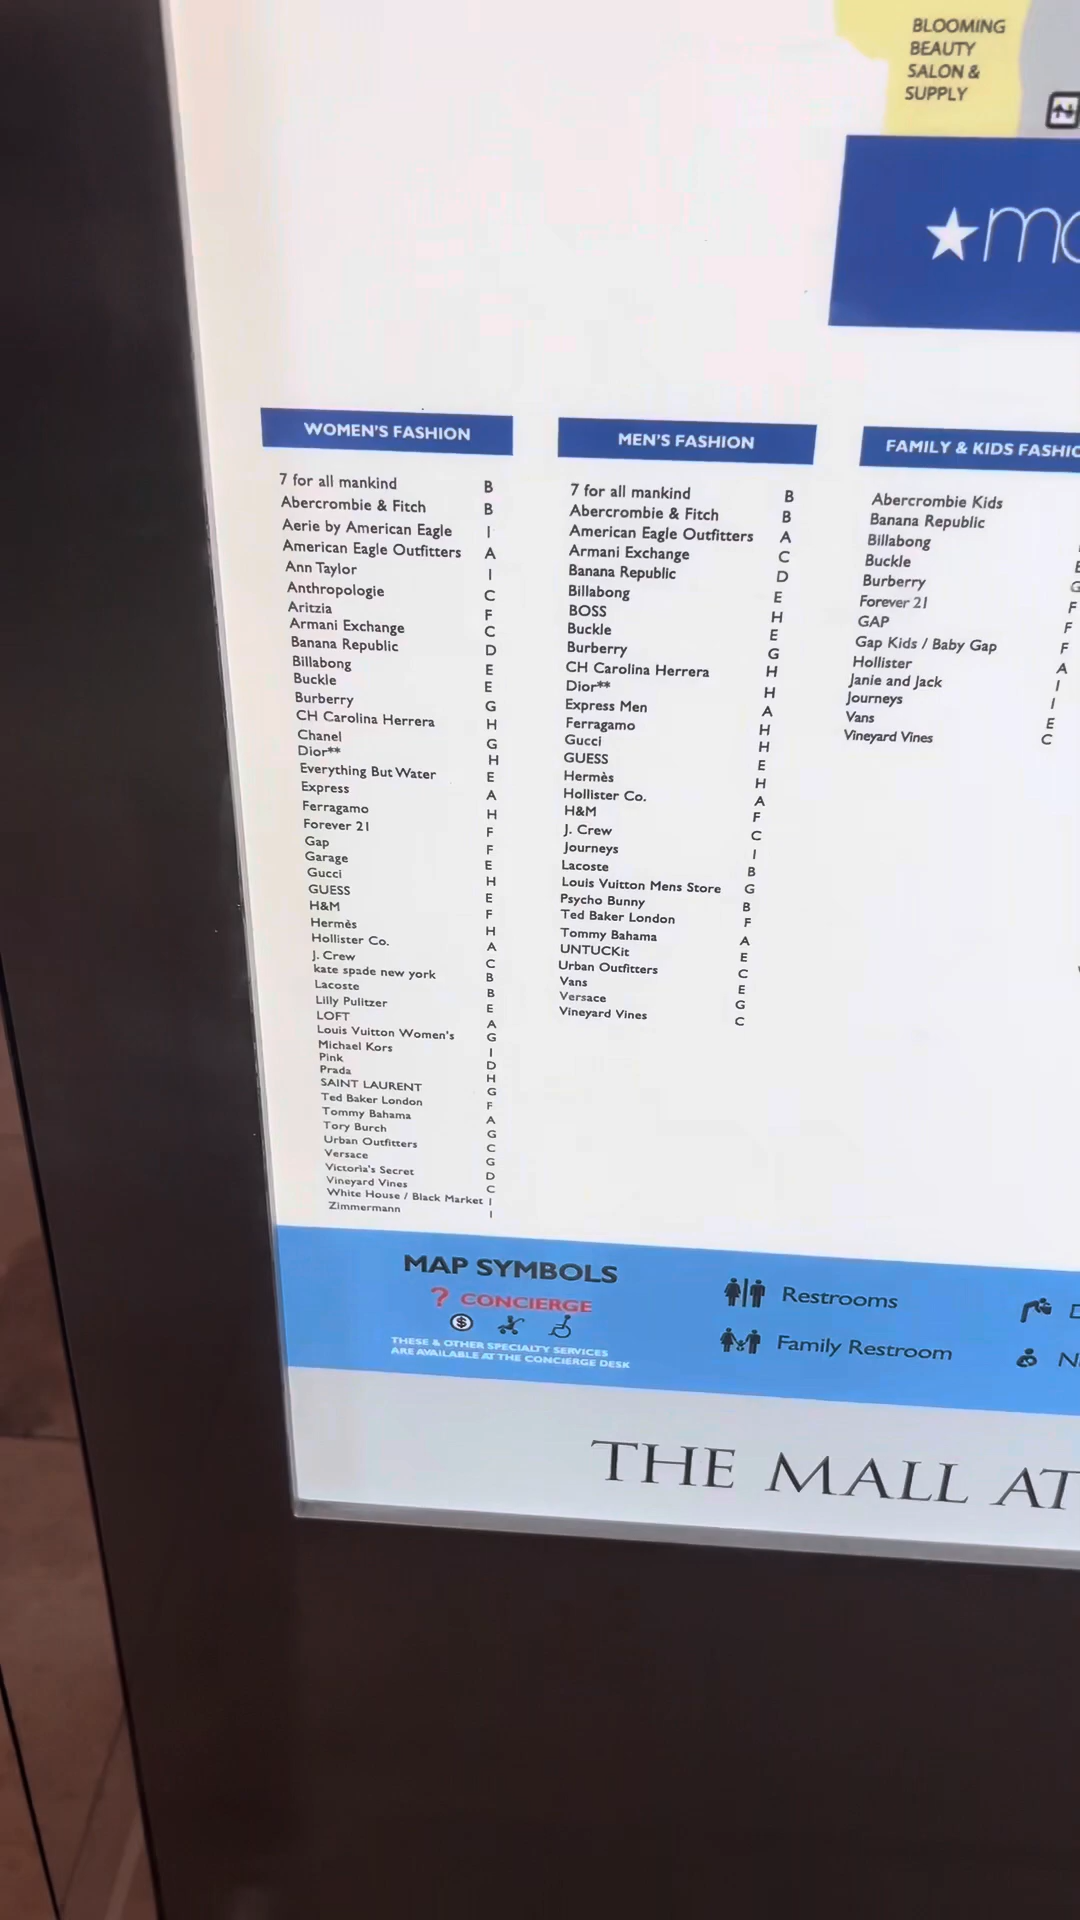 BLOOMING
BEAUTY
SALON &
SUPPLY
WOMEN'S FASHION
7 for all mankind B
Abercrombie & Fitch B
Aerie by American Eagle I
American Eagle Outfitters A
Ann Taylor I
Anthropologie C
Aritzia F
Armani Exchange C
Banana Republic D
Billabong E
Buckle E
Burberry G
CH Carolina Herrera H
Chanel G
Dior** H
Everything But Water E
Express A
Ferragamo H
Forever 21 F
Gap F
Garage E
Gucci H
GUESS E
H&M F
Hermès H
Hollister Co. A
J. Crew C
kate spade new york B
Lacoste B
Lilly Pulitzer E
LOFT A
Louis Vuitton Women's G
Michael Kors I
Pink D
Prada H
SAINT LAURENT G
Ted Baker London F
Tommy Bahama A
Tory Burch G
Urban Outfitters C
Versace G
Victoria's Secret D
Vineyard Vines C
White House / Black Market I
Zimmermann I
MEN'S FASHION
7 for all mankind B
Abercrombie & Fitch B
American Eagle Outfitters A
Armani Exchange C
Banana Republic D
Billabong E
BOSS H
Buckle E
Burberry G
CH Carolina Herrera H
Dior** H
Express Men A
Ferragamo H
Gucci H
GUESS E
Hermès H
Hollister Co. A
H&M F
J. Crew C
Journeys I
Lacoste B
Louis Vuitton Mens Store G
Psycho Bunny B
Ted Baker London F
Tommy Bahama A
UNTUCKit E
Urban Outfitters C
Vans E
Versace G
Vineyard Vines C
FAMILY & KIDS
Abercrombie Kids
Banana Republic
Billabong
Buckle
Burberry G
Forever 21 F
GAP F
Gap Kids / Baby Gap F
Hollister A
Janie and Jack I
Journeys I
Vans E
Vineyard Vines C
MAP SYMBOLS
? CONCIERGE
THESE & OTHER SPECIALTY SERVICES
ARE AVAILABLE AT THE CONCIERGE DESK
Restrooms
Family Restroom
THE MALL AT